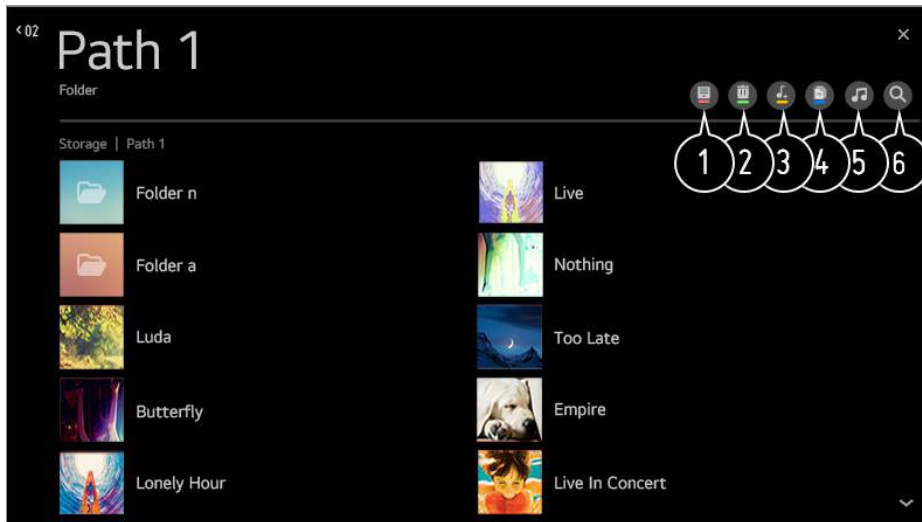 <02
Path 1
×
Folder
1 2 3 4 5 6
Storage | Path 1
Folder n
Live
Folder a
Nothing
Luda
Too Late
Butterfly
Empire
Lonely Hour
Live In Concert